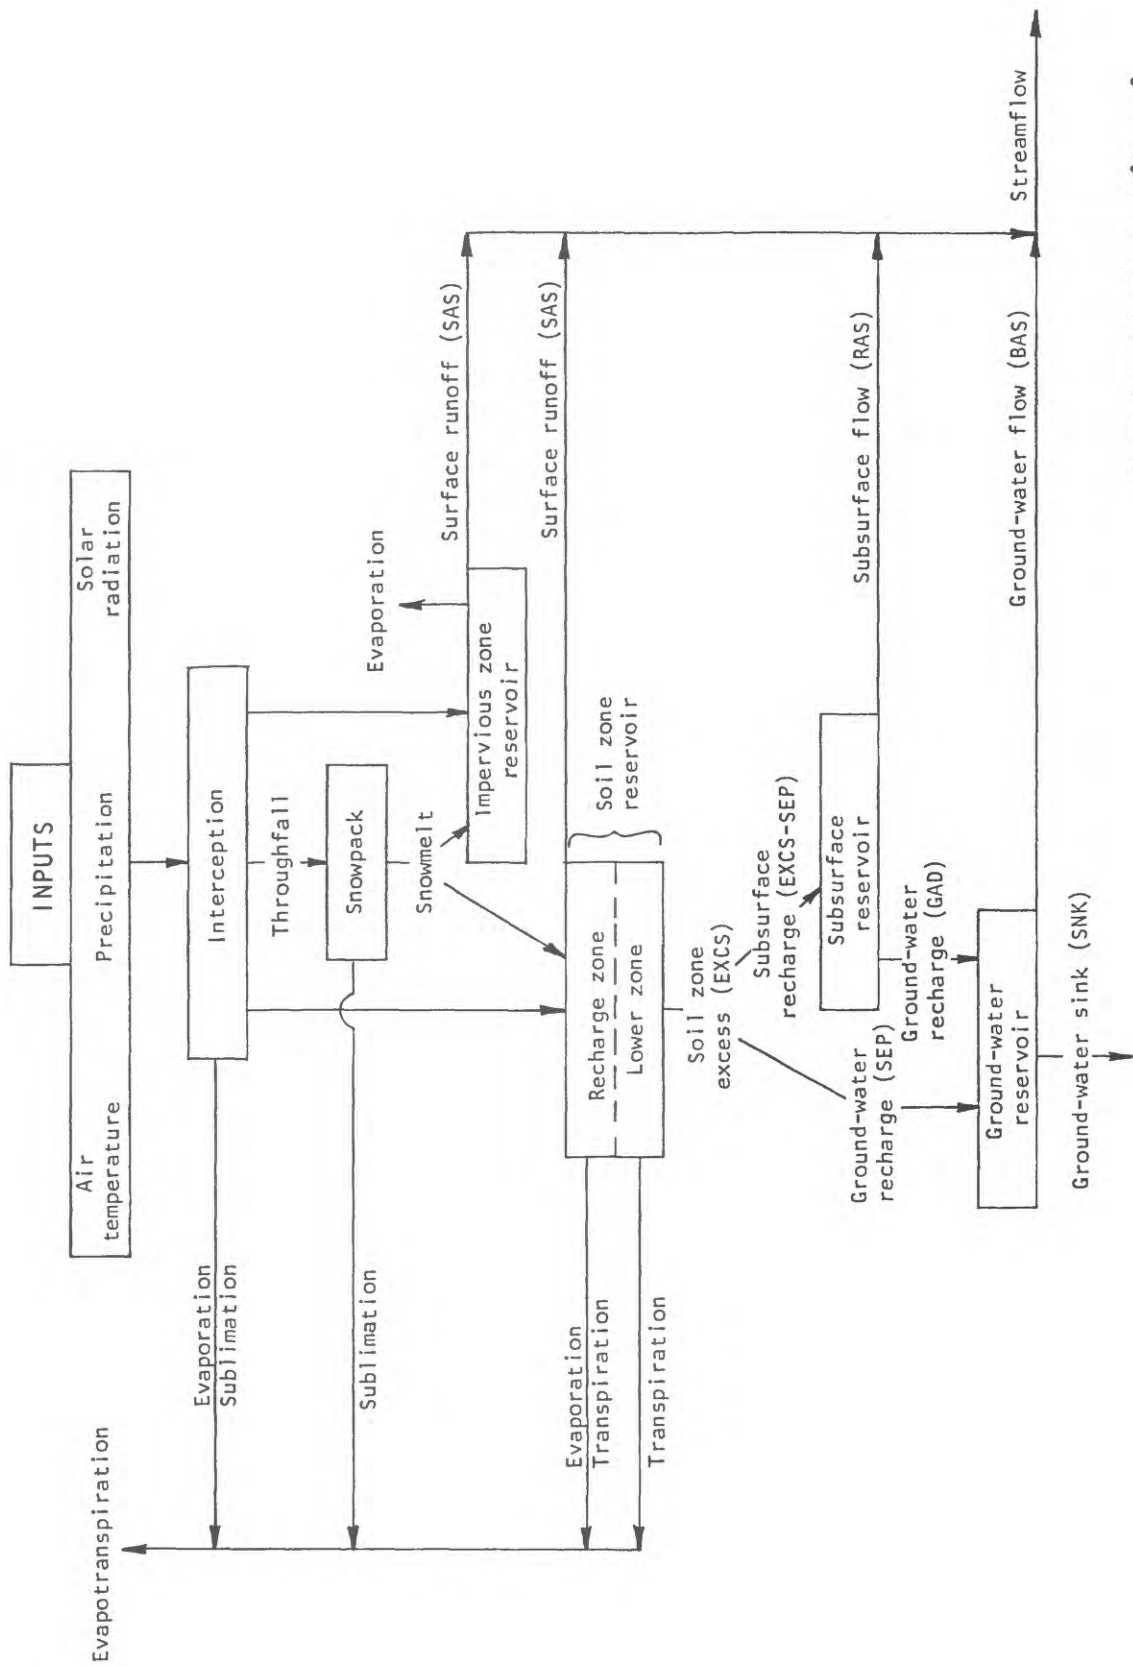 INPUTS
Air
temperature
Precipitation
Solar
radiation
Evapotranspiration
Evaporation
Sublimation
Interception
Throughfall
Sublimation
Snowpack
Snowmelt
Evaporation
Impervious zone
reservoir
Surface runoff (SAS)
Surface runoff (SAS)
Evaporation
Transpiration
Transpiration
Recharge zone
Lower zone
Soil zone
reservoir
Soil zone
excess (EXCS)
Subsurface
recharge (EXCS-SEP)
Subsurface
reservoir
Subsurface flow (RAS)
Ground-water
recharge (SEP)
Ground-water
recharge (GAD)
Ground-water
reservoir
Ground-water flow (BAS)
Streamflow
Ground-water sink (SNK)